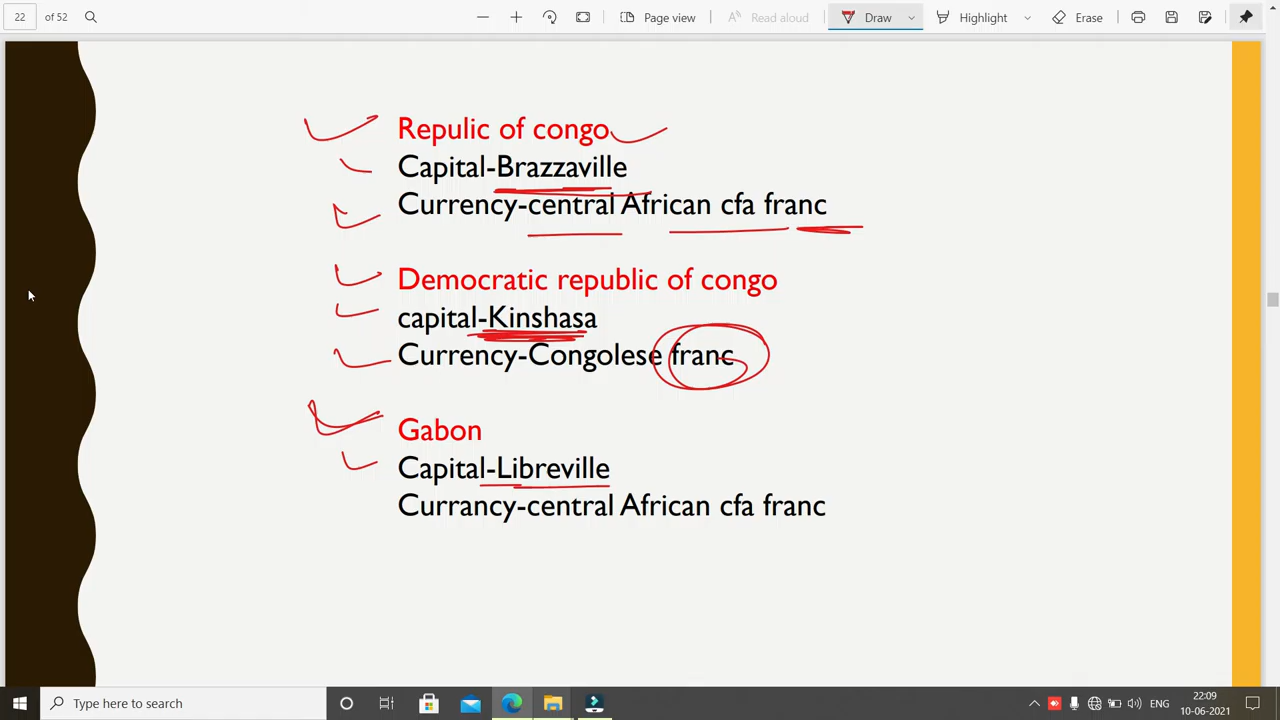 22 of 52 Page view Read aloud Draw Highlight Erase
Repulic of congo
Capital-Brazzaville
Currency-central African cfa franc
Democratic republic of congo
capital-Kinshasa
Currency-Congolese franc
Gabon
Capital-Libreville
Currancy-central African cfa franc
Type here to search
ENG
22:09
10-06-2021